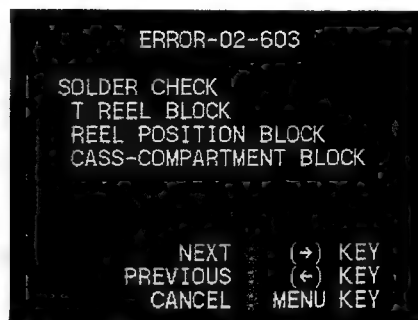 ERROR-02-603
SOLDER CHECK
T REEL BLOCK
REEL POSITION BLOCK
CASS-COMPARTMENT BLOCK
NEXT (→) KEY
PREVIOUS (←) KEY
CANCEL MENU KEY